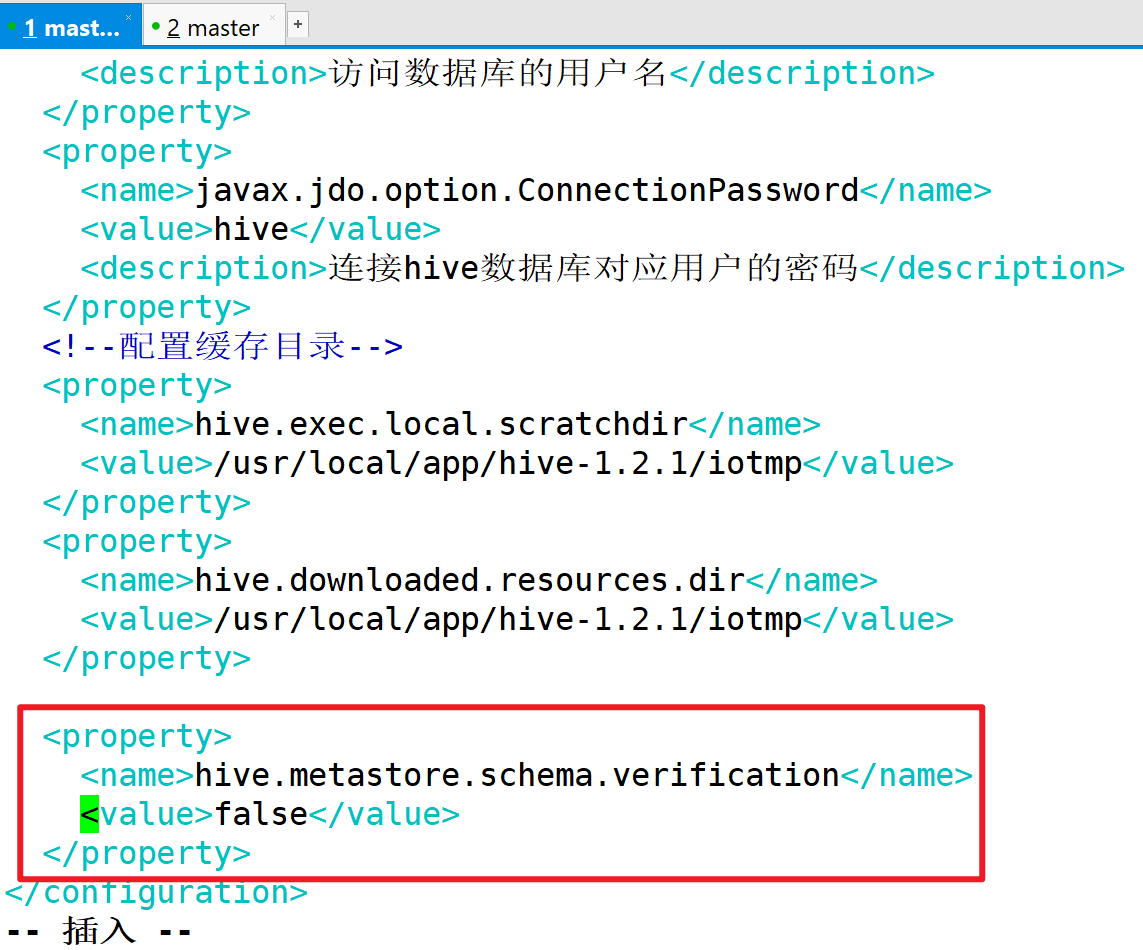 1 mast...
2 master
+
<description>访问数据库的用户名</description>
</property>
<property>
<name>javax.jdo.option.ConnectionPassword</name>
<value>hive</value>
<description>连接hive数据库对应用户的密码</description>
</property>
<!--配置缓存目录-->
<property>
<name>hive.exec.local.scratchdir</name>
<value>/usr/local/app/hive-1.2.1/iotmp</value>
</property>
<property>
<name>hive.downloaded.resources.dir</name>
<value>/usr/local/app/hive-1.2.1/iotmp</value>
</property>
<property>
<name>hive.metastore.schema.verification</name>
<value>false</value>
</property>
</configuration>
-- 插入 --